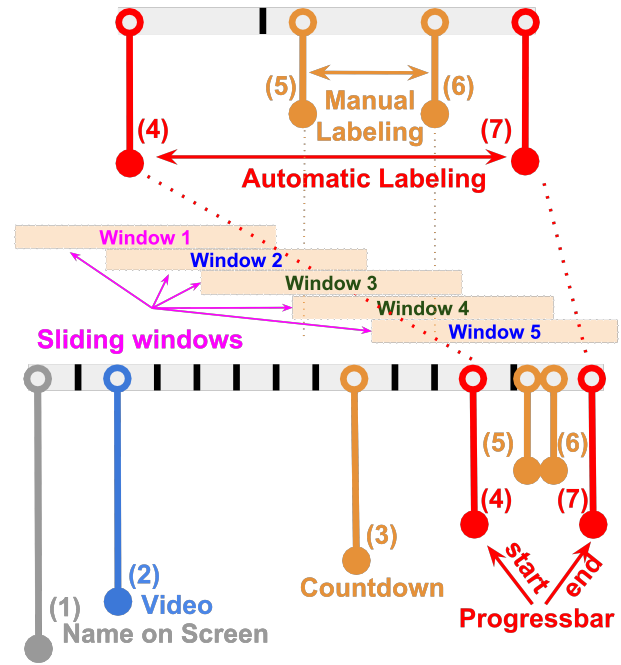 (5)
(6)
Manual
Labeling
(4)
(7)
Automatic Labeling
Window 1
Window 2
Window 3
Window 4
Window 5
Sliding windows
(5)
(6)
(4)
(7)
(3)
start
end
(2)
Countdown
(1)
Video
Progressbar
Name on Screen